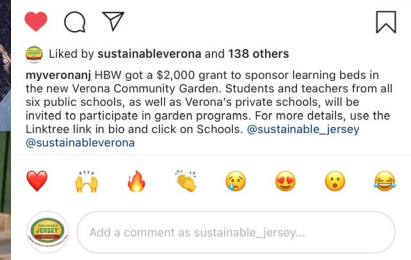 Liked by sustainableverona and 138 others
myveronanj HBW got a $2,000 grant to sponsor learning beds in
the new Verona Community Garden. Students and teachers from all
six public schools, as well as Verona's private schools, will be
invited to participate in garden programs. For more details, use the
Linktree link in bio and click on Schools. @sustainable_jersey
@sustainableverona
JERSEY
Add a comment as sustainable_jersey...